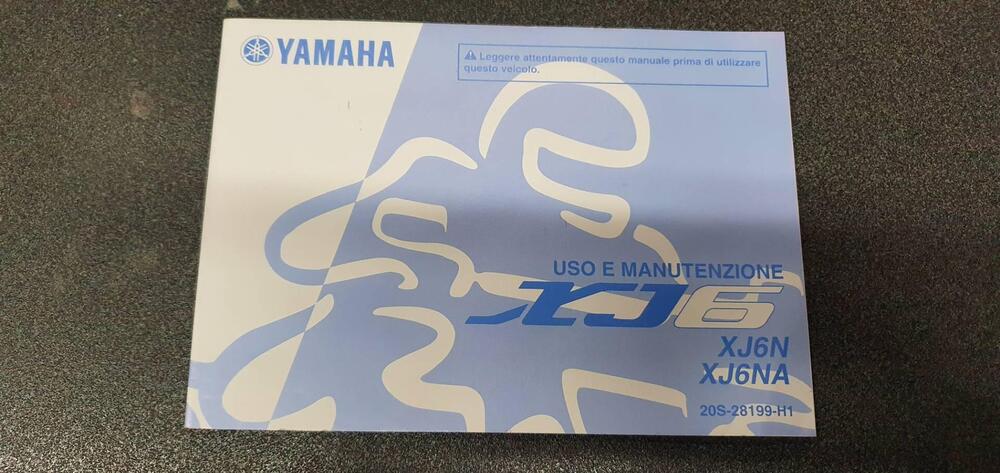 YAMAHA
⚠ Leggere attentamente questo manuale prima di utilizzare
questo veicolo.
USO E MANUTENZIONE
XJ6
XJ6N
XJ6NA
20S-28199-H1